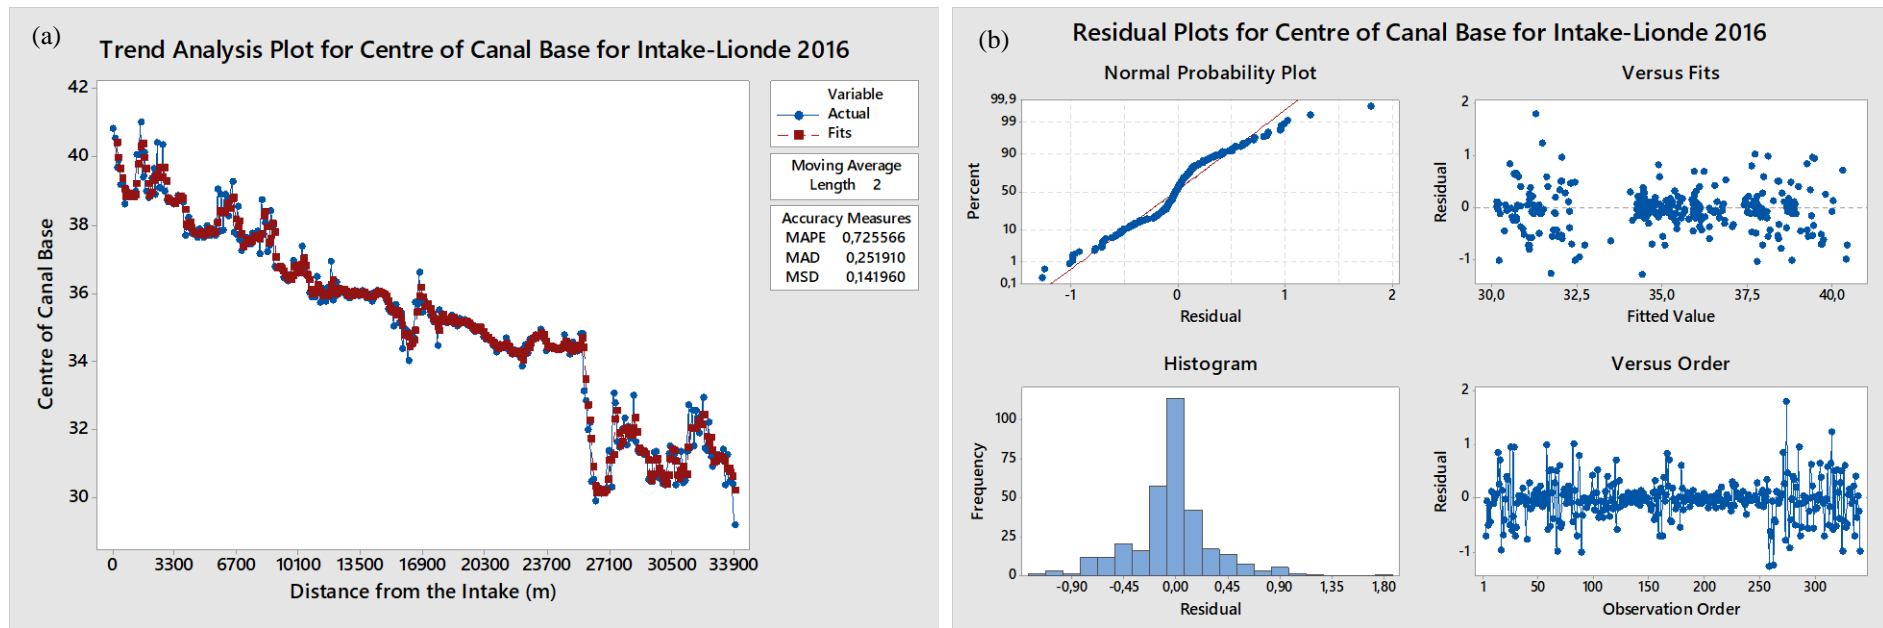 (a)
Trend Analysis Plot for Centre of Canal Base for Intake-Lionde 2016
42
40
38
36
34
32
30
Centre of Canal Base
0 3300 6700 10100 13500 16900 20300 23700 27100 30500 33900
Distance from the Intake (m)
Variable
Actual
Fits
Moving Average
Length 2
Accuracy Measures
MAPE 0,725566
MAD 0,251910
MSD 0,141960
(b)
Residual Plots for Centre of Canal Base for Intake-Lionde 2016
Normal Probability Plot
99,9
99
90
50
10
1
0,1
Percent
-1 0 1 2
Residual
Versus Fits
2
1
0
-1
Residual
30,0 32,5 35,0 37,5 40,0
Fitted Value
Histogram
100
75
50
25
0
Frequency
-0,90 -0,45 0,00 0,45 0,90 1,35 1,80
Residual
Versus Order
2
1
0
-1
Residual
1 50 100 150 200 250 300
Observation Order